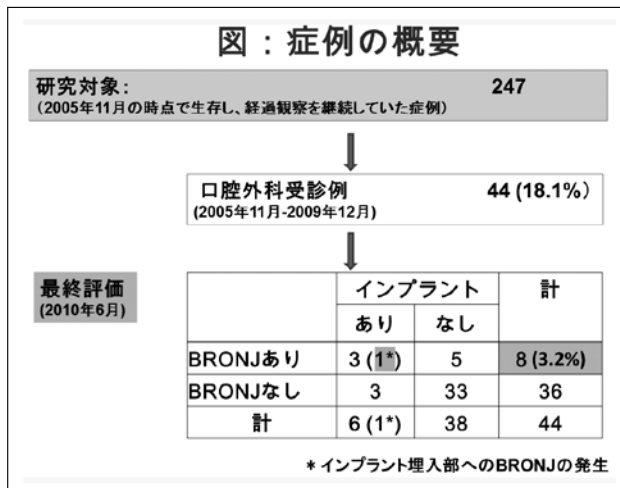 図：症例の概要
研究対象： 247
（2005年11月の時点で生存し、経過観察を継続していた症例）
口腔外科受診例 44 (18.1%)
(2005年11月-2009年12月)
最終評価
(2010年6月)
インプラント 計
あり なし
BRONJあり 3 (1*) 5 8 (3.2%)
BRONJなし 3 33 36
計 6 (1*) 38 44
＊インプラント埋入部へのBRONJの発生